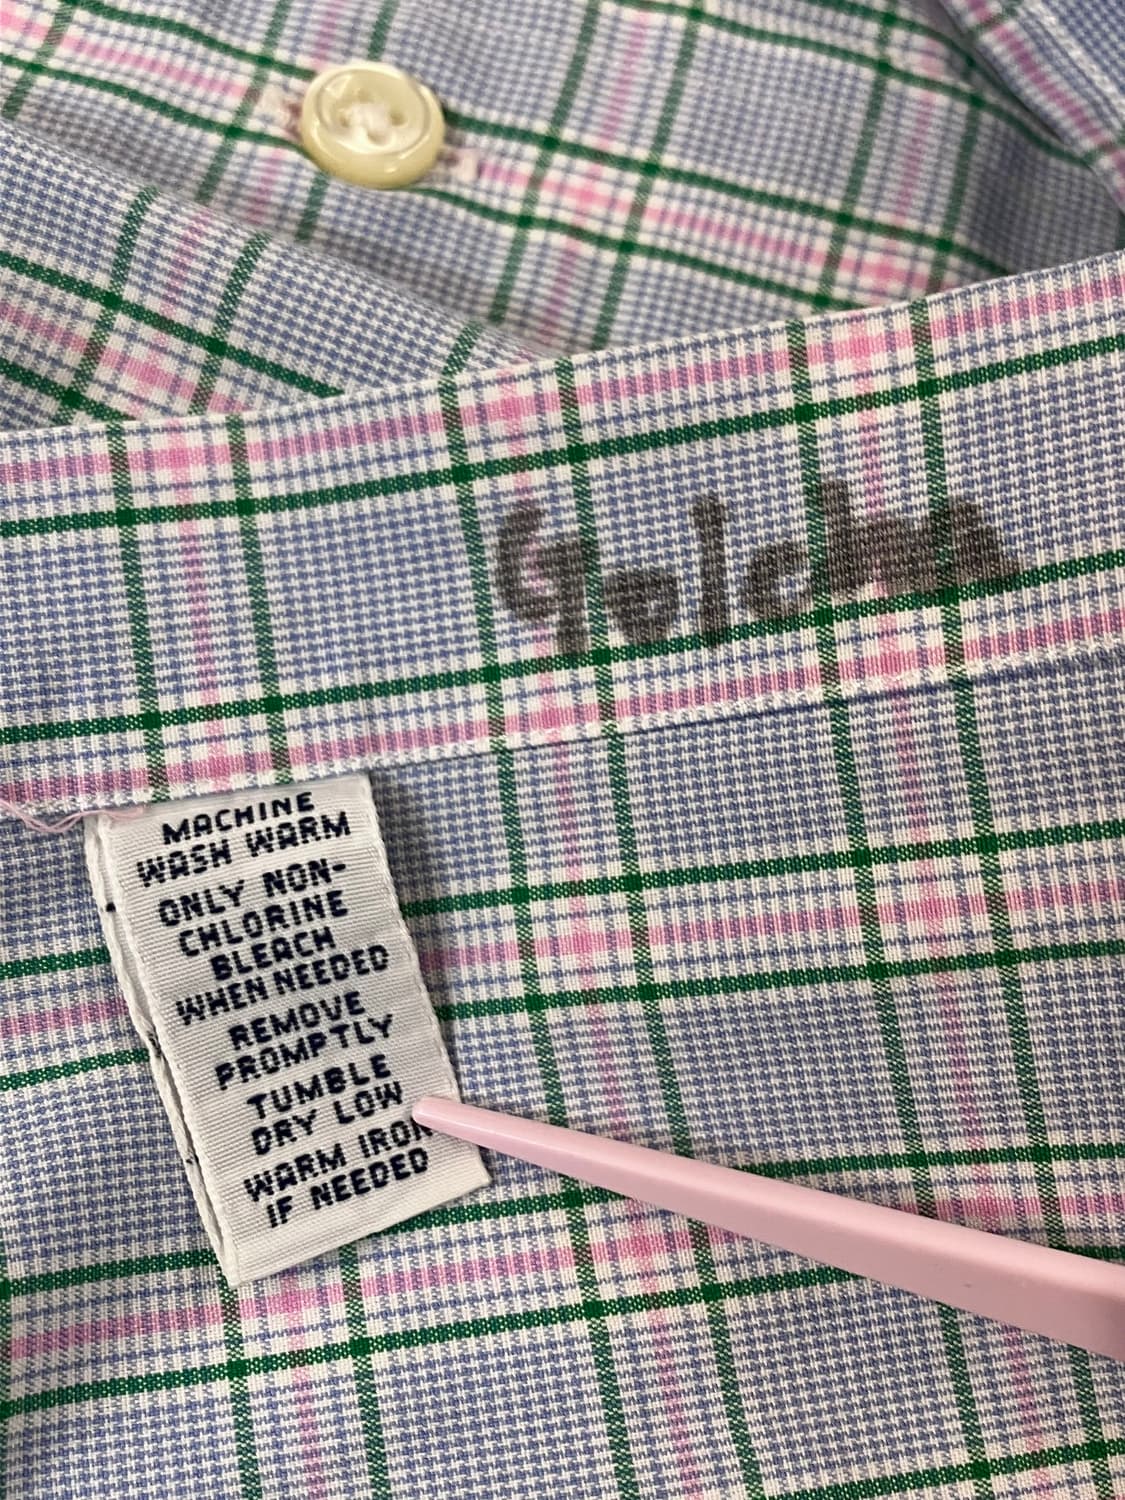 Golden
MACHINE
WASH WARM
ONLY NON-
CHLORINE
BLEACH
WHEN NEEDED
REMOVE
PROMPTLY
TUMBLE
DRY LOW
WARM IRON
IF NEEDED